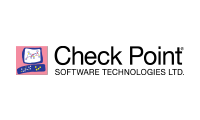 Check Point®
SOFTWARE TECHNOLOGIES LTD.